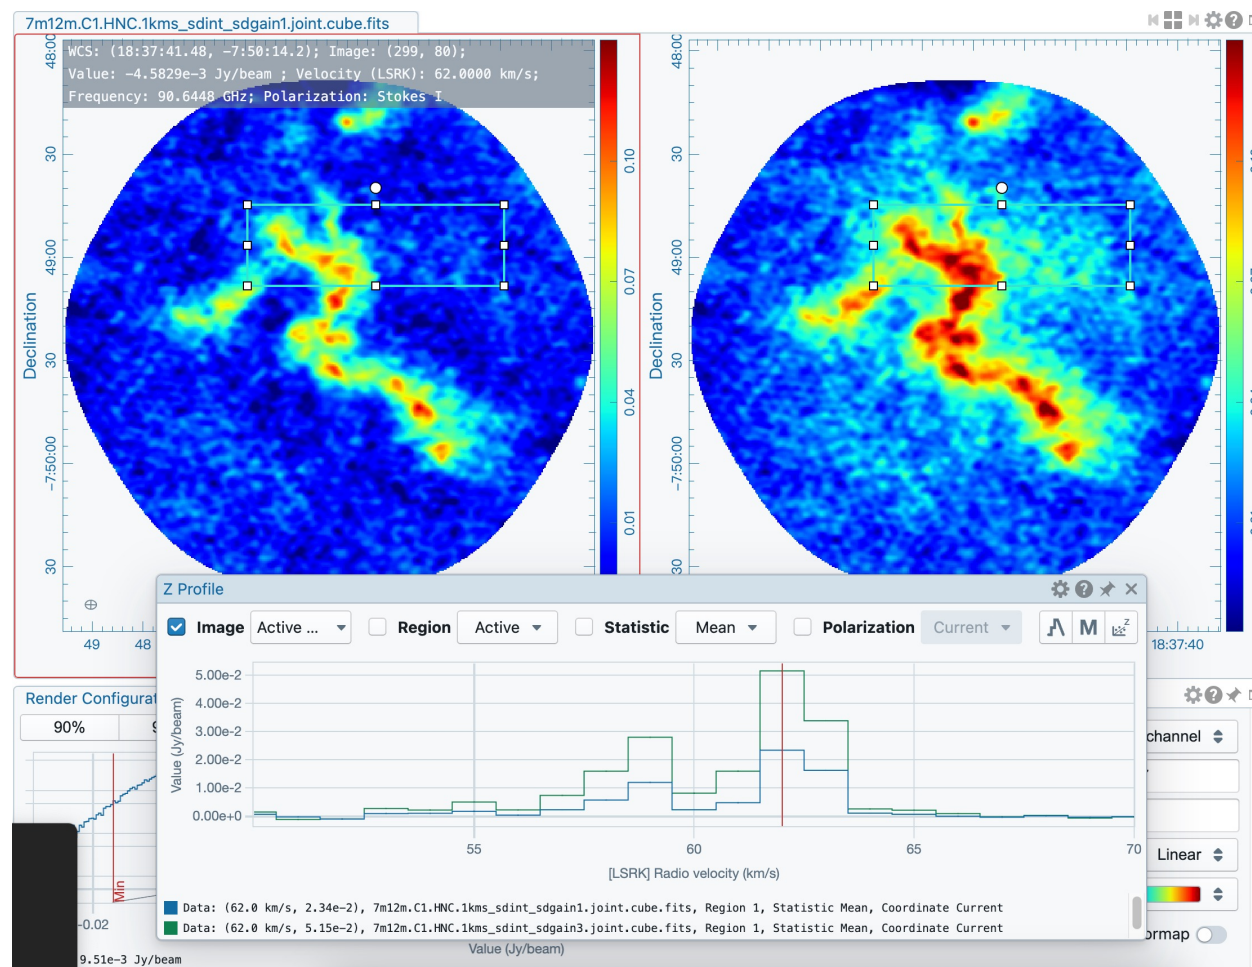 7m12m.C1.HNC.1kms_sdint_sdgain1.joint.cube.fits
WCS: (18:37:41.48, -7:50:14.2); Image: (299, 80);
Value: -4.5829e-3 Jy/beam ; Velocity (LSRK): 62.0000 km/s;
Frequency: 90.6448 GHz; Polarization: Stokes I
48:00
30
49:00
30
-7:50:00
30
Declination
49
48
0.10
0.07
0.04
0.01
48:00
30
49:00
30
-7:50:00
30
Declination
18:37:40
Z Profile
Image
Active ...
Region
Active
Statistic
Mean
Polarization
Current
M
Z
5.00e-2
4.00e-2
3.00e-2
2.00e-2
1.00e-2
0.00e+0
Value (Jy/beam)
55
60
65
70
[LSRK] Radio velocity (km/s)
Data: (62.0 km/s, 2.34e-2), 7m12m.C1.HNC.1kms_sdint_sdgain1.joint.cube.fits, Region 1, Statistic Mean, Coordinate Current
Data: (62.0 km/s, 5.15e-2), 7m12m.C1.HNC.1kms_sdint_sdgain3.joint.cube.fits, Region 1, Statistic Mean, Coordinate Current
Render Configurat
90%
Min
-0.02
9.51e-3 Jy/beam
Value (Jy/beam)
channel
Linear
ormap